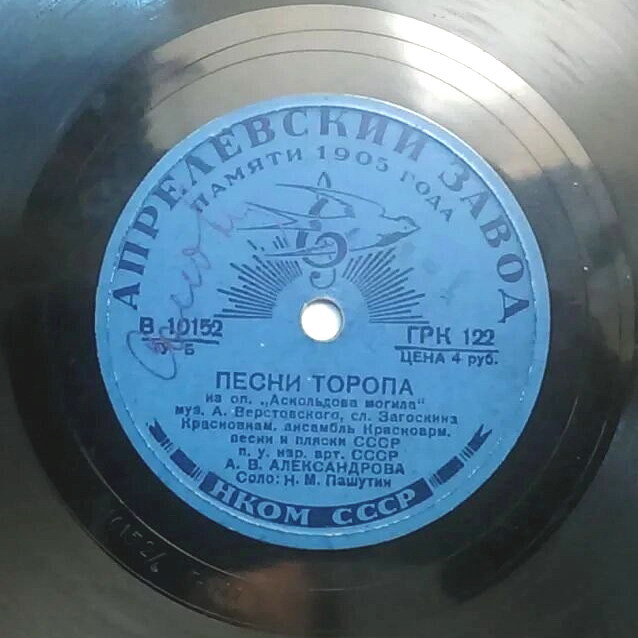 АПРЕЛЕВСКИЙ ЗАВОД
ПАМЯТИ 1905 ГОДА
В 10152
ГРК 122
ЦЕНА 4 руб.
ПЕСНИ ТОРОПА
из оп. „Аскольдова могила"
муз. А. Верстовского, сл. Загоскина
Краснознам. ансамбль Красноарм.
песни и пляски СССР
п. у. нар. арт. СССР
А. В. АЛЕКСАНДРОВА
Соло: Н. М. Пашутин
НКОМ СССР